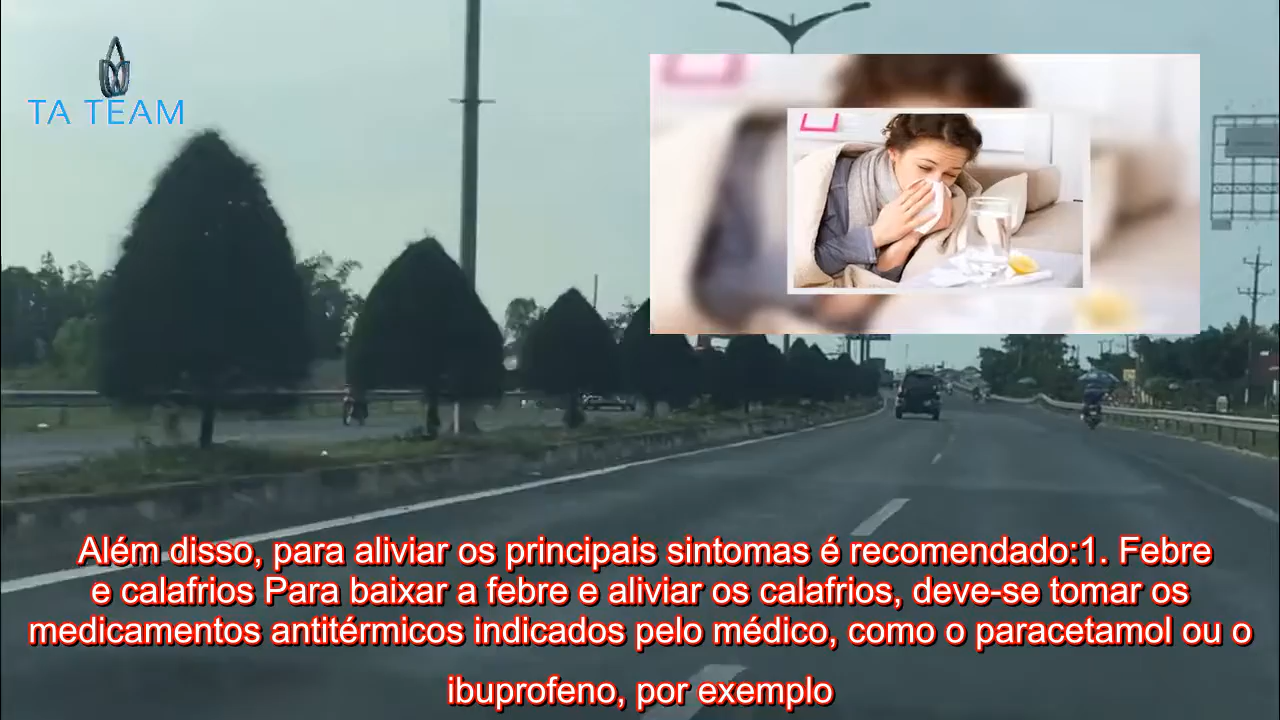 TA TEAM
Além disso, para aliviar os principais sintomas é recomendado:1. Febre
e calafrios Para baixar a febre e aliviar os calafrios, deve-se tomar os
medicamentos antitérmicos indicados pelo médico, como o paracetamol ou o
ibuprofeno, por exemplo